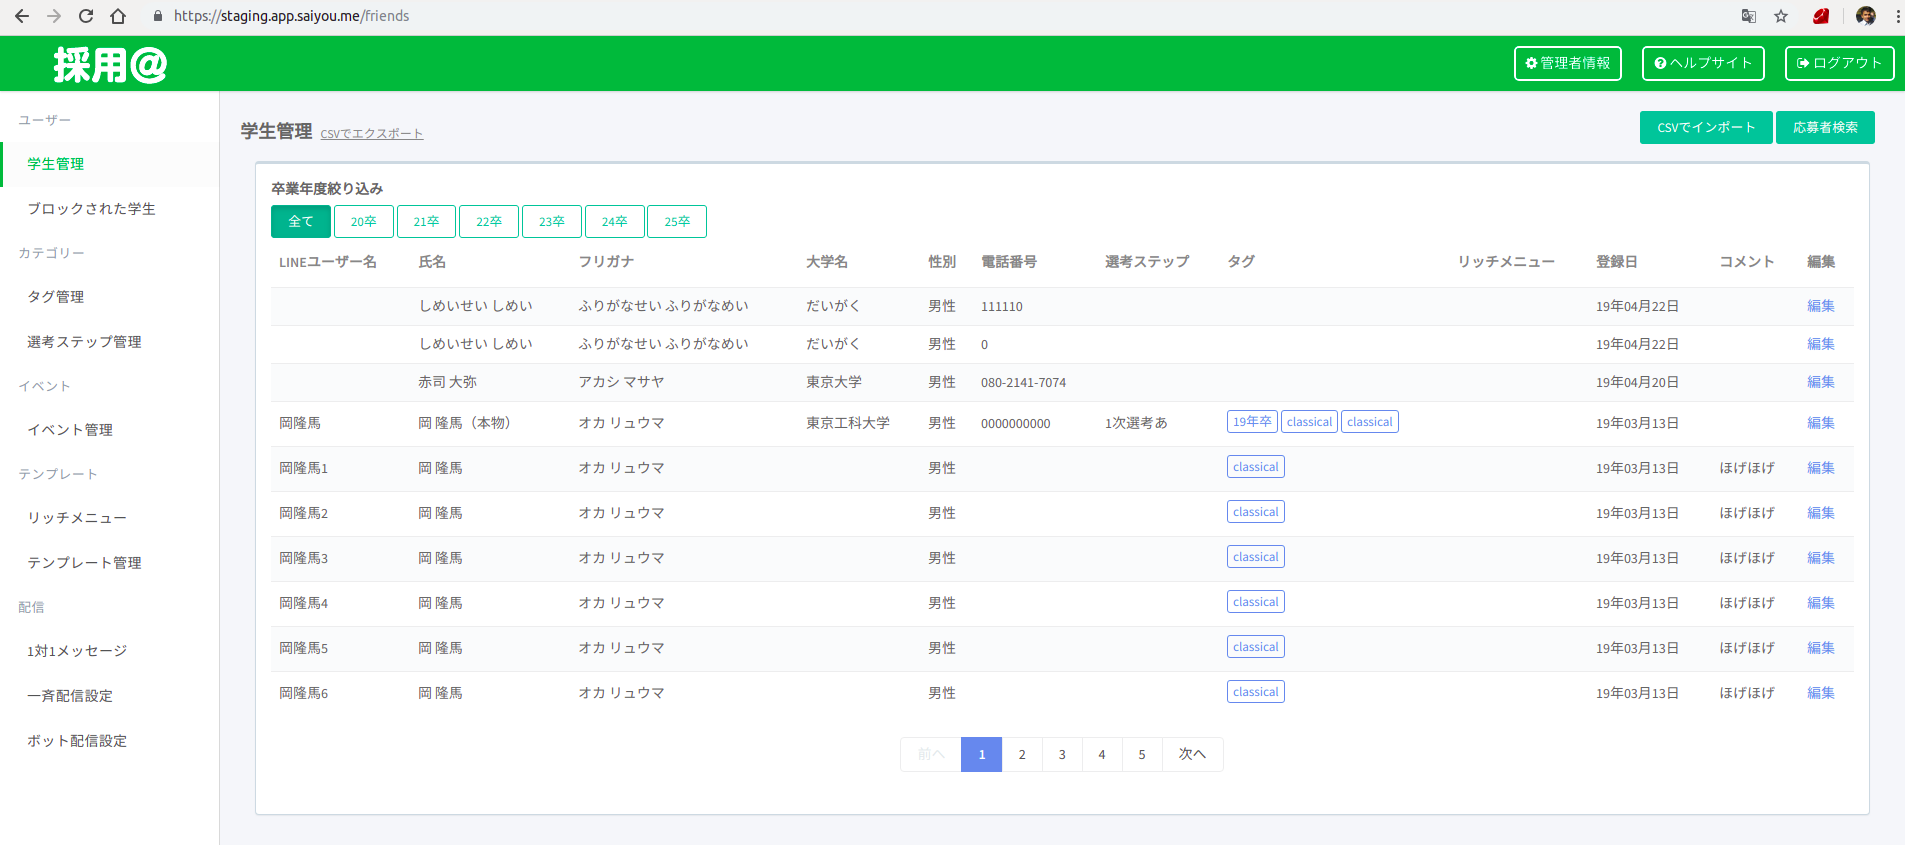 https://staging.app.saiyou.me/friends
採用@
管理者情報 ヘルプサイト ログアウト
ユーザー
学生管理
ブロックされた学生
カテゴリー
タグ管理
選考ステップ管理
イベント
イベント管理
テンプレート
リッチメニュー
テンプレート管理
配信
1対1メッセージ
一斉配信設定
ボット配信設定
学生管理 CSVでエクスポート
CSVでインポート 応募者検索
卒業年度絞り込み
全て 20卒 21卒 22卒 23卒 24卒 25卒
LINEユーザー名 氏名 フリガナ 大学名 性別 電話番号 選考ステップ タグ リッチメニュー 登録日 コメント 編集
しめいせい しめい ふりがなせい ふりがなめい だいがく 男性 111110 19年04月22日 編集
しめいせい しめい ふりがなせい ふりがなめい だいがく 男性 0 19年04月22日 編集
赤司 大弥 アカシ マサヤ 東京大学 男性 080-2141-7074 19年04月20日 編集
岡隆馬 岡 隆馬（本物） オカ リュウマ 東京工科大学 男性 0000000000 1次選考あ 19年卒 classical classical 19年03月13日 編集
岡隆馬1 岡 隆馬 オカ リュウマ 男性 classical 19年03月13日 ほげほげ 編集
岡隆馬2 岡 隆馬 オカ リュウマ 男性 classical 19年03月13日 ほげほげ 編集
岡隆馬3 岡 隆馬 オカ リュウマ 男性 classical 19年03月13日 ほげほげ 編集
岡隆馬4 岡 隆馬 オカ リュウマ 男性 classical 19年03月13日 ほげほげ 編集
岡隆馬5 岡 隆馬 オカ リュウマ 男性 classical 19年03月13日 ほげほげ 編集
岡隆馬6 岡 隆馬 オカ リュウマ 男性 classical 19年03月13日 ほげほげ 編集
前へ 1 2 3 4 5 次へ